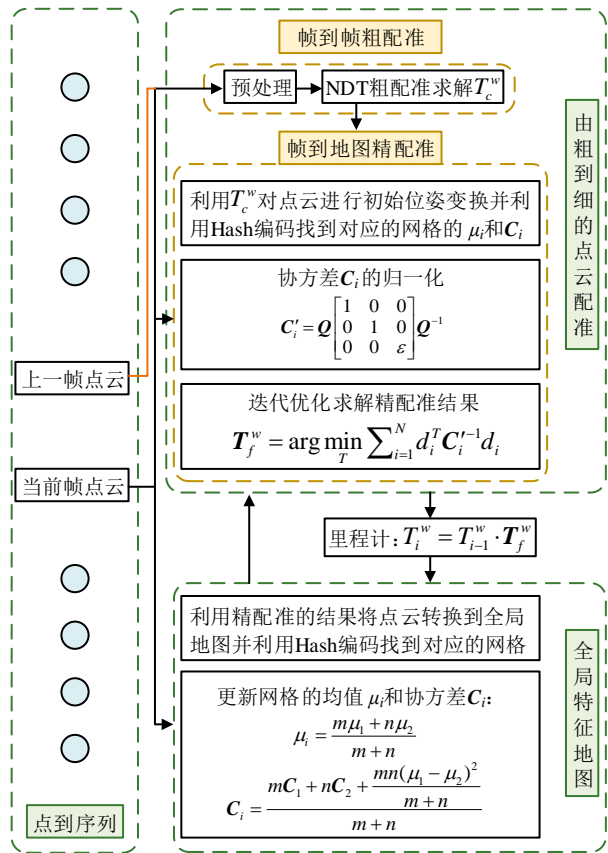 帧到帧粗配准
预处理
NDT粗配准求解T_c^w
帧到地图精配准
利用T_c^w对点云进行初始位姿变换并利
用Hash编码找到对应的网格的 μ_i和C_i
协方差C_i的归一化
C_i′=Q[1 0 0
0 1 0
0 0 ε]Q^{-1}
迭代优化求解精配准结果
T_f^w = arg min_T ∑_{i=1}^N d_i^T C_i′^{-1} d_i
由粗到细的点云配准
上一帧点云
当前帧点云
里程计:T_i^w = T_{i-1}^w · T_f^w
利用精配准的结果将点云转换到全局
地图并利用Hash编码找到对应的网格
更新网格的均值 μ_i和协方差C_i:
μ_i = (mμ_1 + nμ_2)/(m + n)
C_i = (mC_1 + nC_2 + mn(μ_1 − μ_2)^2/(m + n))/(m + n)
全局特征地图
点到序列